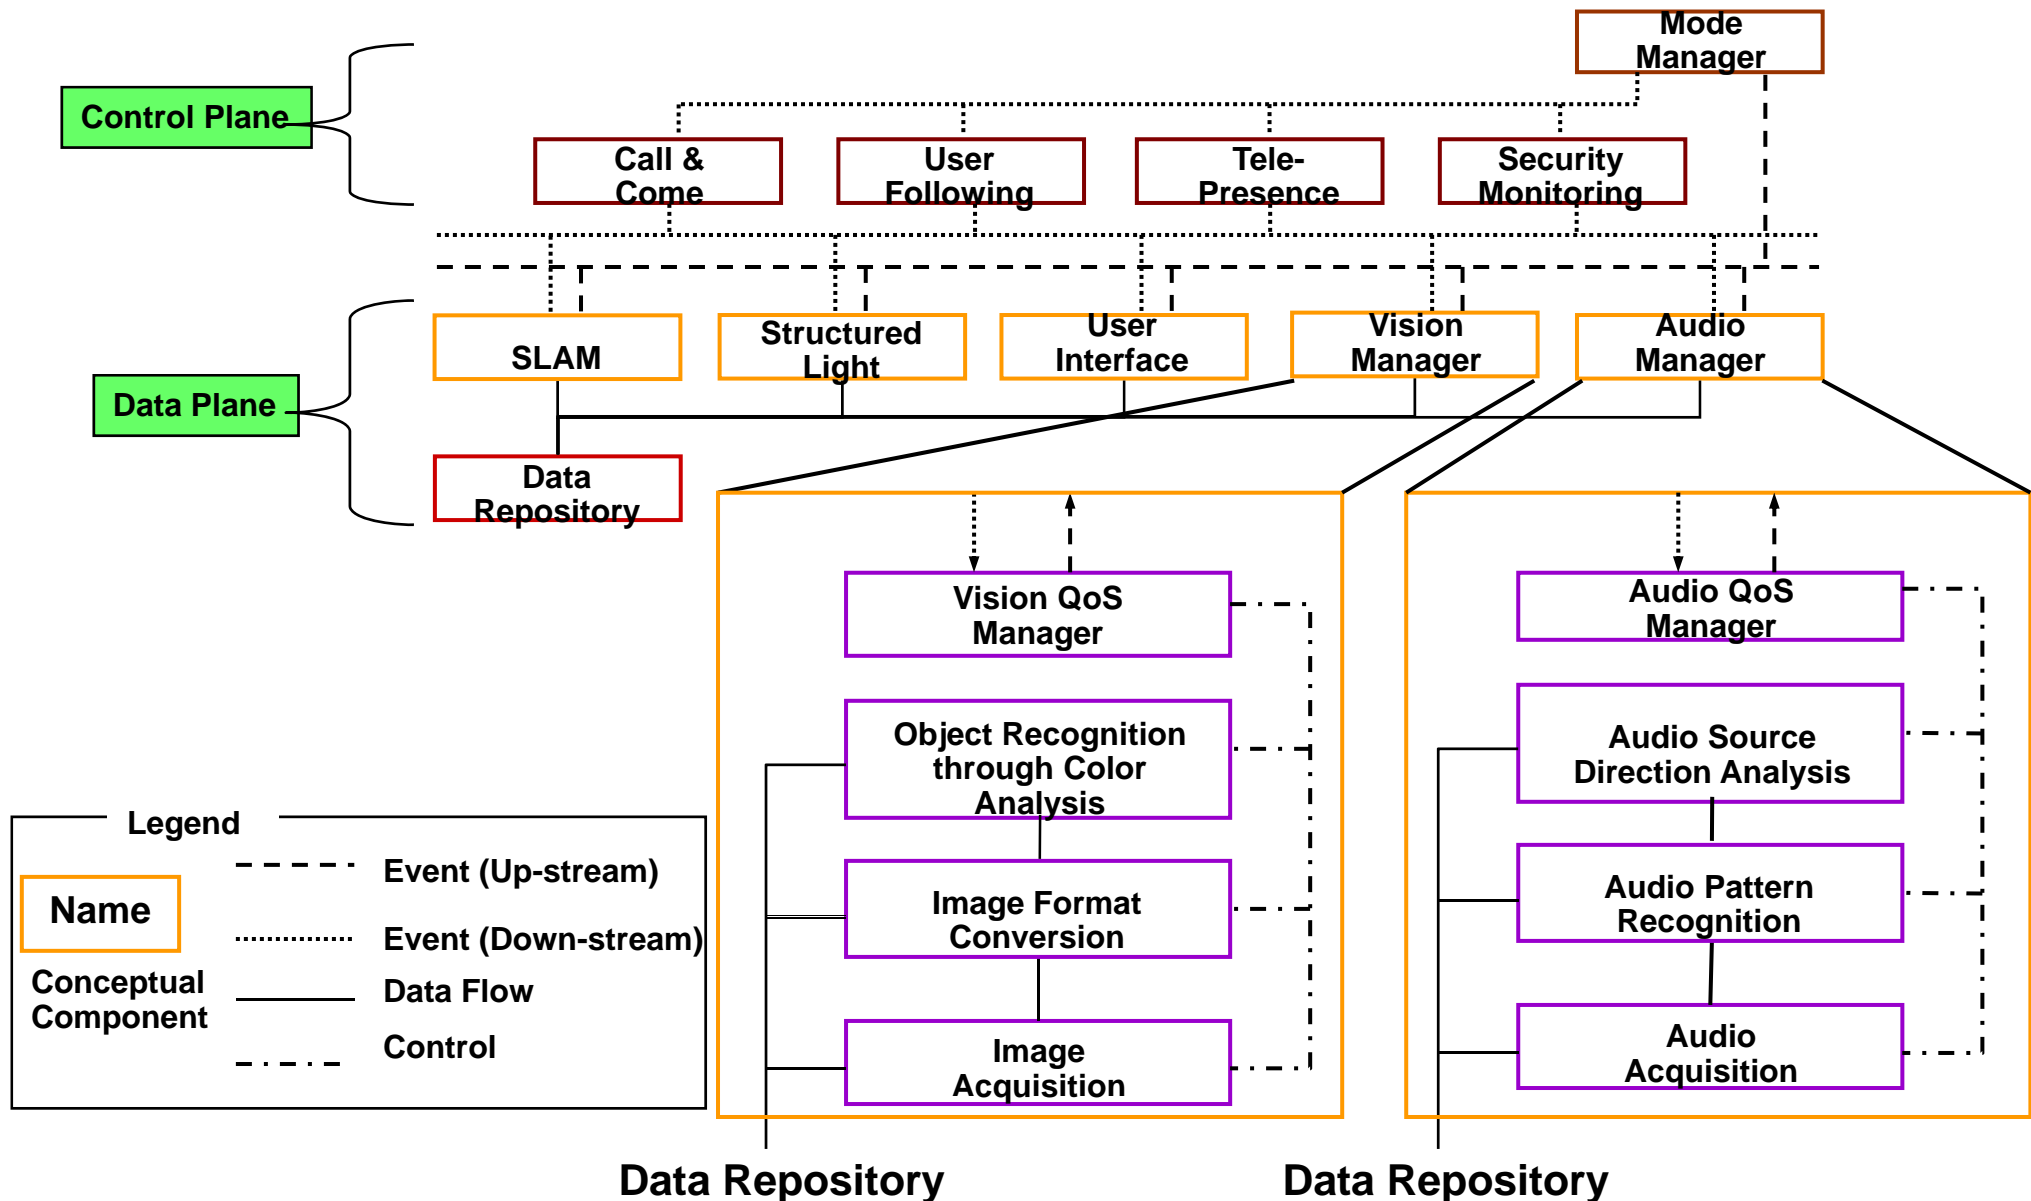 Mode
Manager
Control Plane
Call &
Come
User
Following
Tele-
Presence
Security
Monitoring
Data Plane
SLAM
Structured
Light
User
Interface
Vision
Manager
Audio
Manager
Data
Repository
Vision QoS
Manager
Object Recognition
through Color
Analysis
Image Format
Conversion
Image
Acquisition
Data Repository
Audio QoS
Manager
Audio Source
Direction Analysis
Audio Pattern
Recognition
Audio
Acquisition
Data Repository
Legend
Name
Conceptual
Component
Event (Up-stream)
Event (Down-stream)
Data Flow
Control